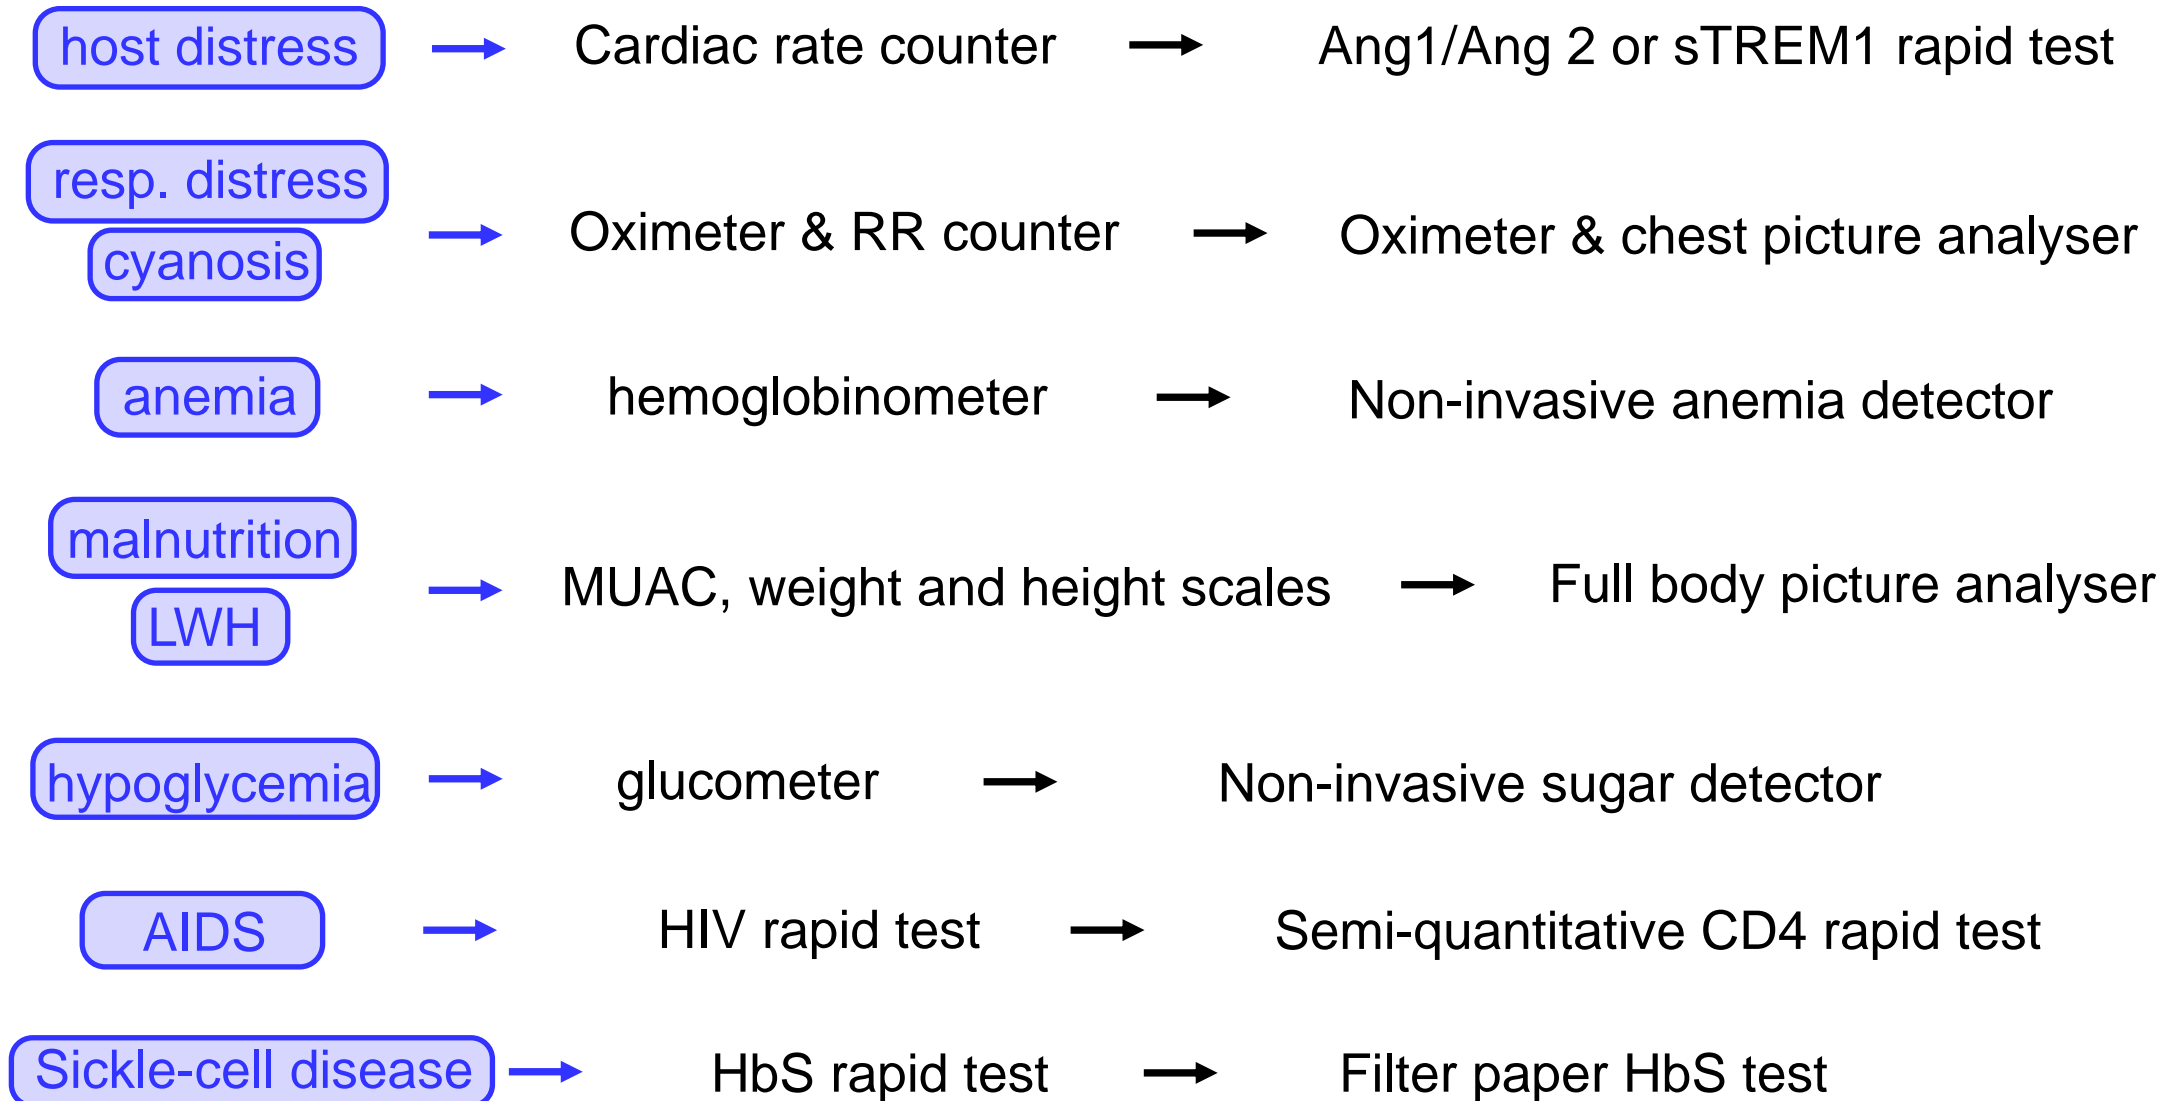 host distress → Cardiac rate counter → Ang1/Ang 2 or sTREM1 rapid test
resp. distress
cyanosis → Oximeter & RR counter → Oximeter & chest picture analyser
anemia → hemoglobinometer → Non-invasive anemia detector
malnutrition
LWH → MUAC, weight and height scales → Full body picture analyser
hypoglycemia → glucometer → Non-invasive sugar detector
AIDS → HIV rapid test → Semi-quantitative CD4 rapid test
Sickle-cell disease → HbS rapid test → Filter paper HbS test